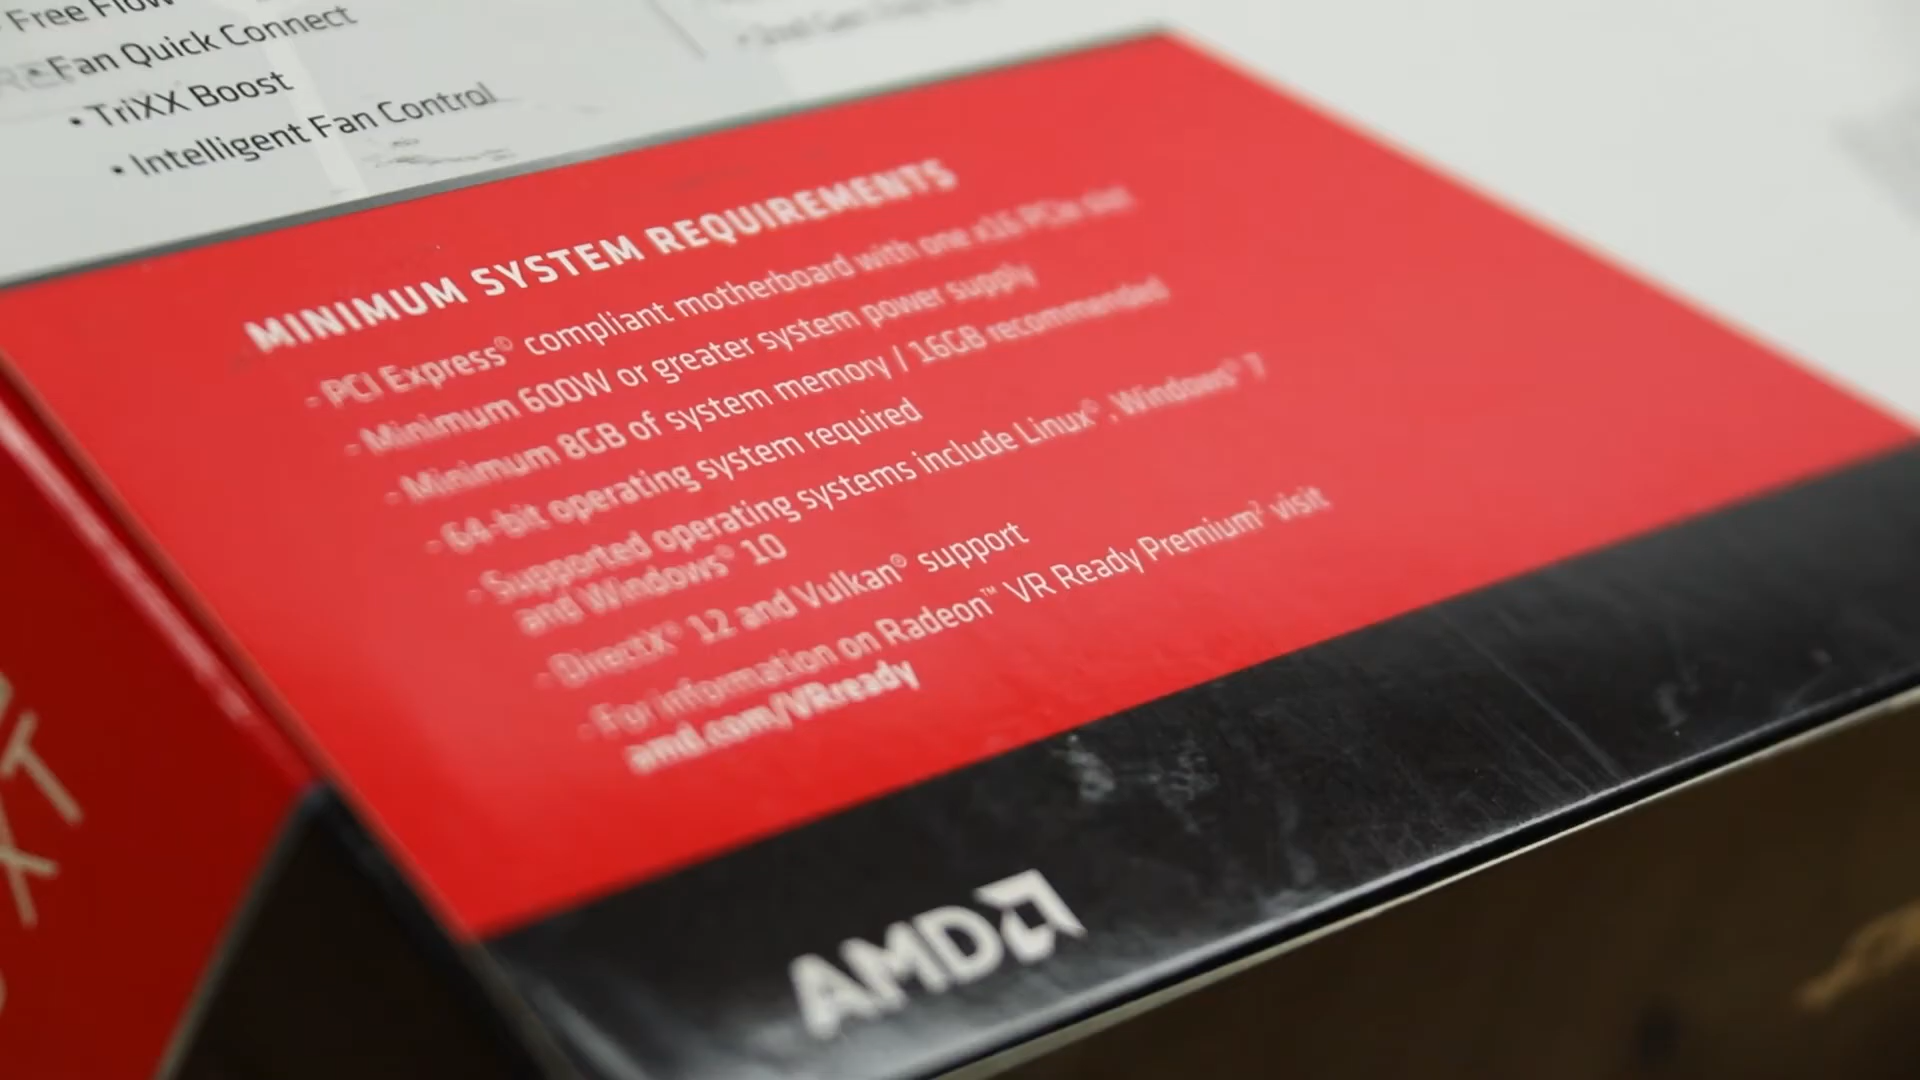 Free Flow
• Fan Quick Connect
• TriXX Boost
• Intelligent Fan Control
MINIMUM SYSTEM REQUIREMENTS
- PCI Express® compliant motherboard with one x16 PCIe slot
- Minimum 600W or greater system power supply
- Minimum 8GB of system memory / 16GB recommended
- 64-bit operating system required
- Supported operating systems include Linux®, Windows® 7
and Windows® 10
- DirectX® 12 and Vulkan® support
- For information on Radeon™ VR Ready Premium² visit
amd.com/VRready
AMD
XT